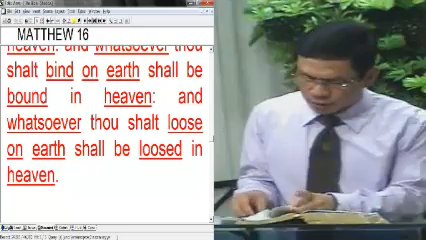 MATTHEW 16
heaven: and whatsoever thou
shalt bind on earth shall be
bound in heaven: and
whatsoever thou shalt loose
on earth shall be loosed in
heaven.